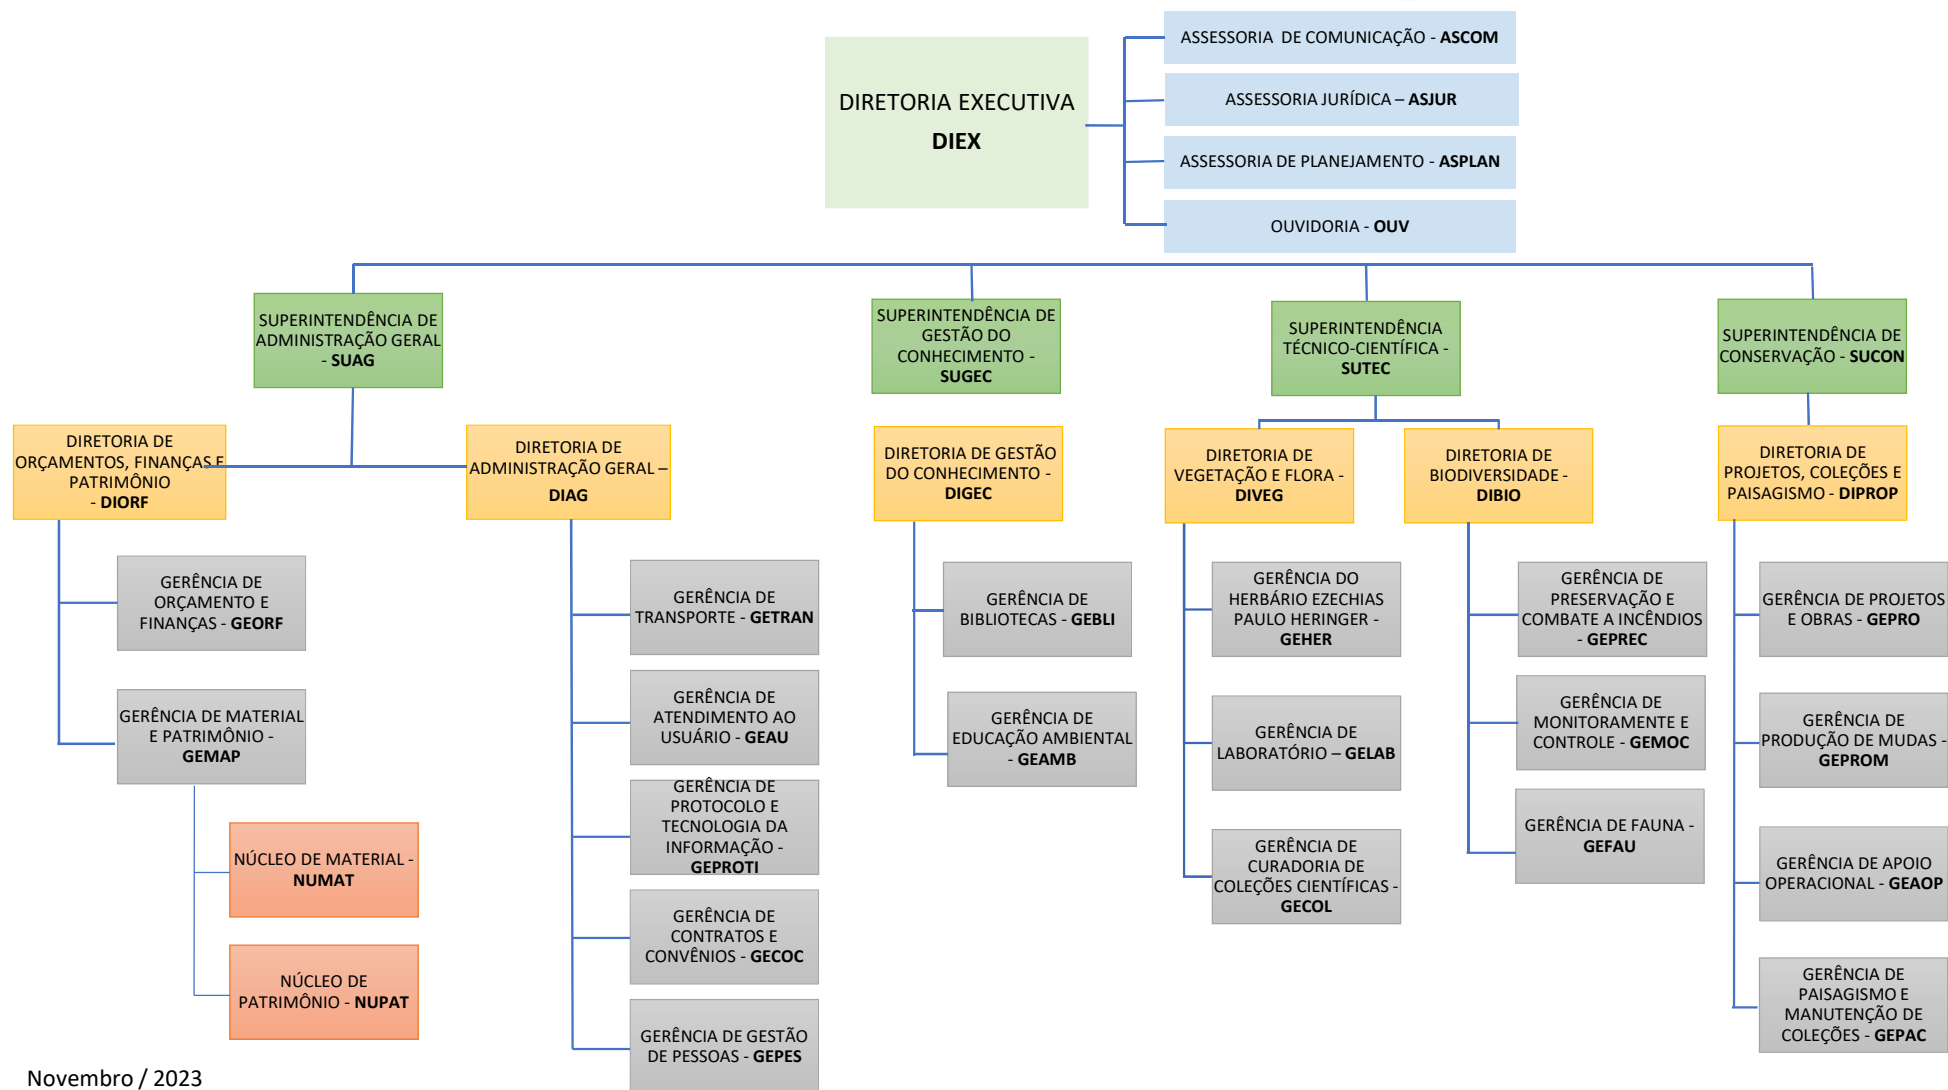 ASSESSORIA DE COMUNICAÇÃO - ASCOM
DIRETORIA EXECUTIVA
DIEX
ASSESSORIA JURÍDICA – ASJUR
ASSESSORIA DE PLANEJAMENTO - ASPLAN
OUVIDORIA - OUV
SUPERINTENDÊNCIA DE
ADMINISTRAÇÃO GERAL
- SUAG
SUPERINTENDÊNCIA DE
GESTÃO DO
CONHECIMENTO -
SUGEC
SUPERINTENDÊNCIA
TÉCNICO-CIENTÍFICA -
SUTEC
SUPERINTENDÊNCIA DE
CONSERVAÇÃO - SUCON
DIRETORIA DE
ORÇAMENTOS, FINANÇAS E
PATRIMÔNIO
- DIORF
DIRETORIA DE
ADMINISTRAÇÃO GERAL –
DIAG
DIRETORIA DE GESTÃO
DO CONHECIMENTO -
DIGEC
DIRETORIA DE
VEGETAÇÃO E FLORA -
DIVEG
DIRETORIA DE
BIODIVERSIDADE -
DIBIO
DIRETORIA DE
PROJETOS, COLEÇÕES E
PAISAGISMO - DIPROP
GERÊNCIA DE
ORÇAMENTO E
FINANÇAS - GEORF
GERÊNCIA DE MATERIAL
E PATRIMÔNIO -
GEMAP
NÚCLEO DE MATERIAL -
NUMAT
NÚCLEO DE
PATRIMÔNIO - NUPAT
GERÊNCIA DE
TRANSPORTE - GETRAN
GERÊNCIA DE
ATENDIMENTO AO
USUÁRIO - GEAU
GERÊNCIA DE
PROTOCOLO E
TECNOLOGIA DA
INFORMAÇÃO -
GEPROTI
GERÊNCIA DE
CONTRATOS E
CONVÊNIOS - GECOC
GERÊNCIA DE GESTÃO
DE PESSOAS - GEPES
GERÊNCIA DE
BIBLIOTECAS - GEBLI
GERÊNCIA DE
EDUCAÇÃO AMBIENTAL
- GEAMB
GERÊNCIA DO
HERBÁRIO EZECHIAS
PAULO HERINGER -
GEHER
GERÊNCIA DE
LABORATÓRIO – GELAB
GERÊNCIA DE
CURADORIA DE
COLEÇÕES CIENTÍFICAS -
GECOL
GERÊNCIA DE
PRESERVAÇÃO E
COMBATE A INCÊNDIOS
- GEPREC
GERÊNCIA DE
MONITORAMENTE E
CONTROLE - GEMOC
GERÊNCIA DE FAUNA -
GEFAU
GERÊNCIA DE PROJETOS
E OBRAS - GEPRO
GERÊNCIA DE
PRODUÇÃO DE MUDAS -
GEPROM
GERÊNCIA DE APOIO
OPERACIONAL - GEAOP
GERÊNCIA DE
PAISAGISMO E
MANUTENÇÃO DE
COLEÇÕES - GEPAC
Novembro / 2023